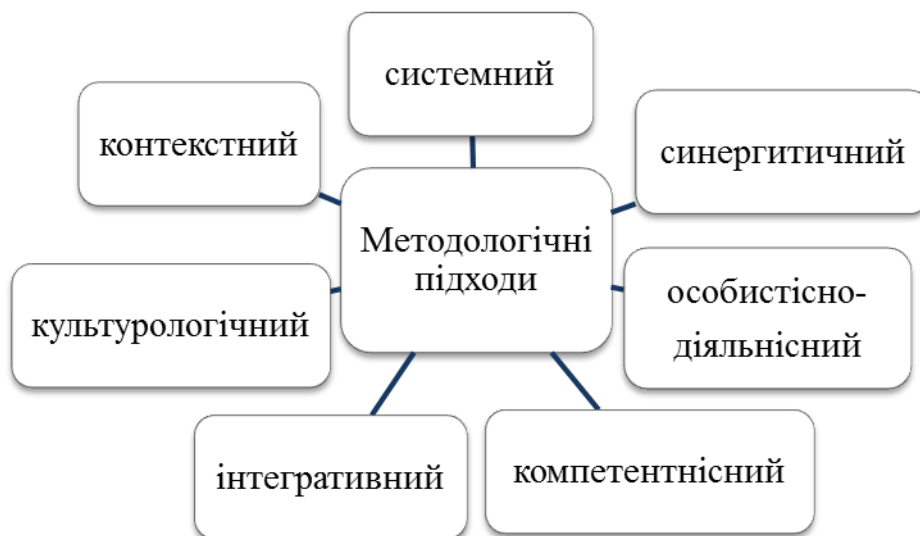 системний
контекстний
синергитичний
Методологічні
підходи
культурологічний
особистісно-
діяльнісний
інтегративний
компетентнісний